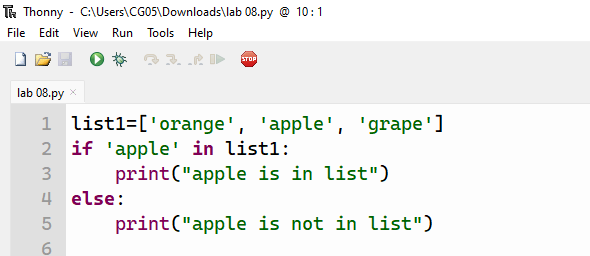 Thonny - C:\Users\CG05\Downloads\lab 08.py @ 10 : 1
File Edit View Run Tools Help
STOP
lab 08.py ×
1 list1=['orange', 'apple', 'grape']
2 if 'apple' in list1:
3     print("apple is in list")
4 else:
5     print("apple is not in list")
6